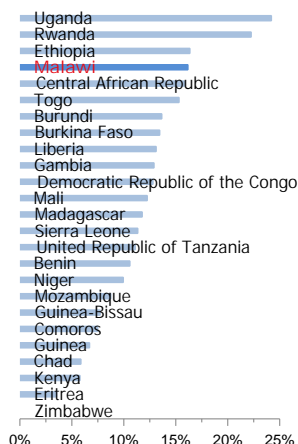 Uganda
Rwanda
Ethiopia
Malawi
Central African Republic
Togo
Burundi
Burkina Faso
Liberia
Gambia
Democratic Republic of the Congo
Mali
Madagascar
Sierra Leone
United Republic of Tanzania
Benin
Niger
Mozambique
Guinea-Bissau
Comoros
Guinea
Chad
Kenya
Eritrea
Zimbabwe
0% 5% 10% 15% 20% 25%